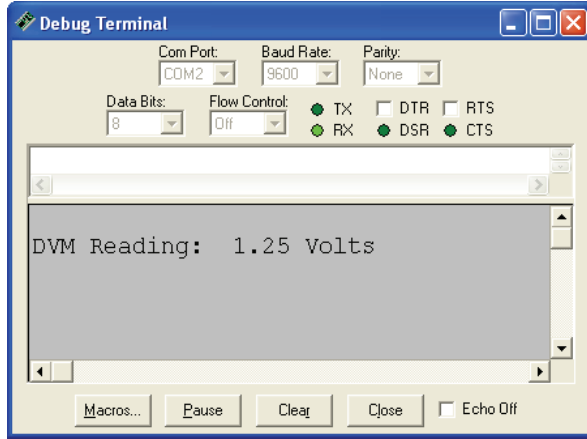 Debug Terminal
Com Port: Baud Rate: Parity:
COM2 9600 None
Data Bits: Flow Control: TX DTR RTS
8 Off RX DSR CTS
DVM Reading:  1.25 Volts
Macros... Pause Clear Close Echo Off